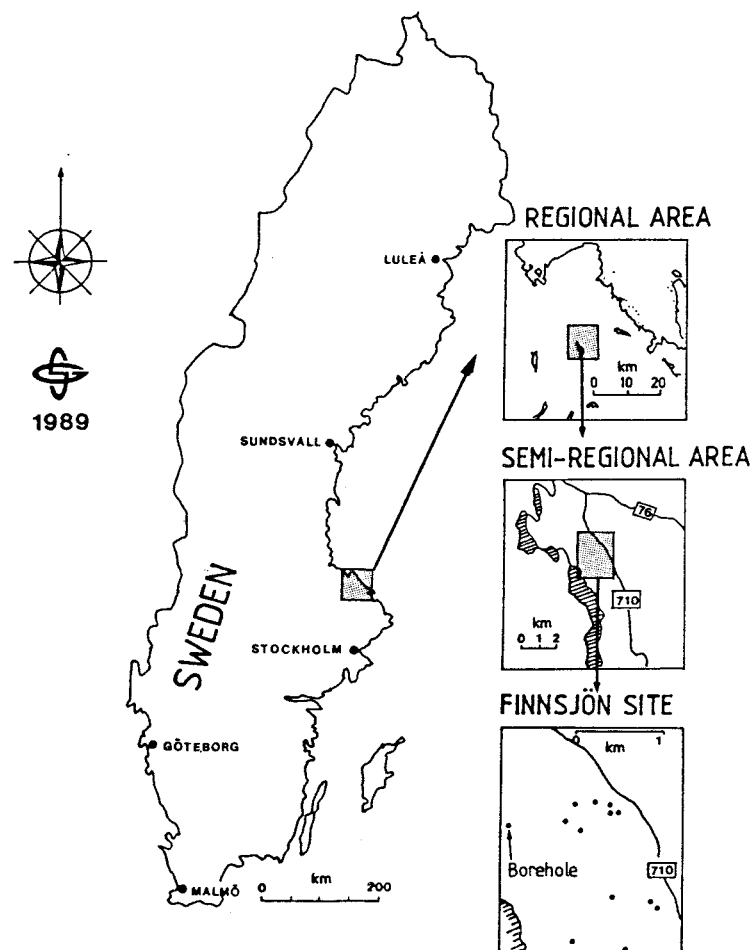 REGIONAL AREA
LULEÅ
km
0 10 20
1989
SUNDSVALL
SEMI-REGIONAL AREA
76
710
km
0 1 2
SWEDEN
STOCKHOLM
FINNSJÖN SITE
0 1
km
GÖTEBORG
710
Borehole
MALMÖ
km
0 200